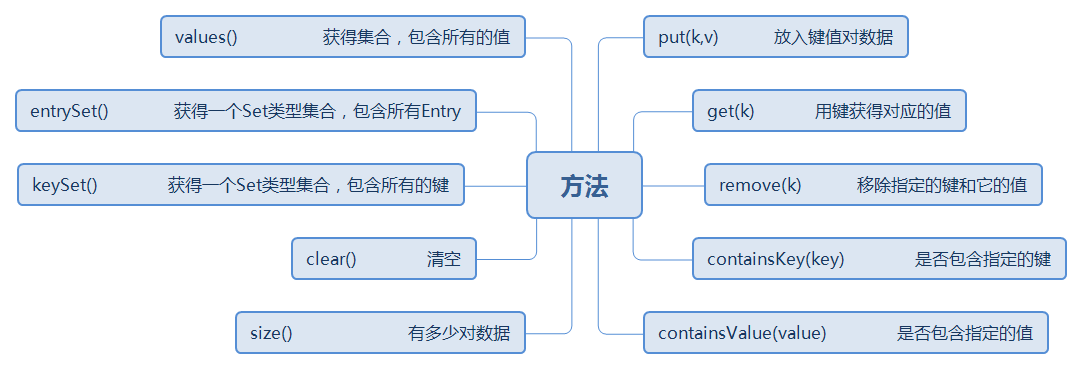 values() 获得集合，包含所有的值
put(k,v) 放入键值对数据
entrySet() 获得一个Set类型集合，包含所有Entry
get(k) 用键获得对应的值
方法
keySet() 获得一个Set类型集合，包含所有的键
remove(k) 移除指定的键和它的值
clear() 清空
containsKey(key) 是否包含指定的键
size() 有多少对数据
containsValue(value) 是否包含指定的值